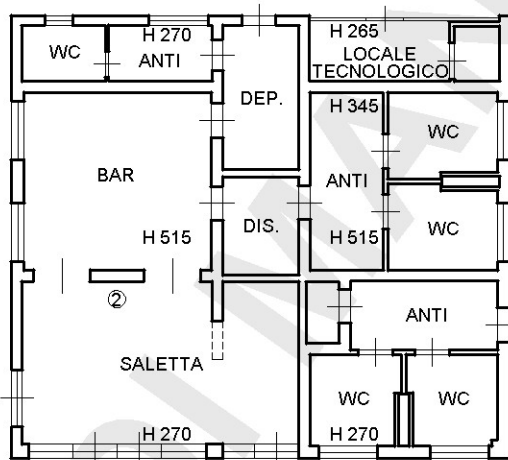 H 270
WC
ANTI
DEP.
H 265
LOCALE
TECNOLOGICO
H 345
WC
BAR
ANTI
DIS.
H 515
H 515
WC
2
ANTI
SALETTA
WC
WC
H 270
H 270